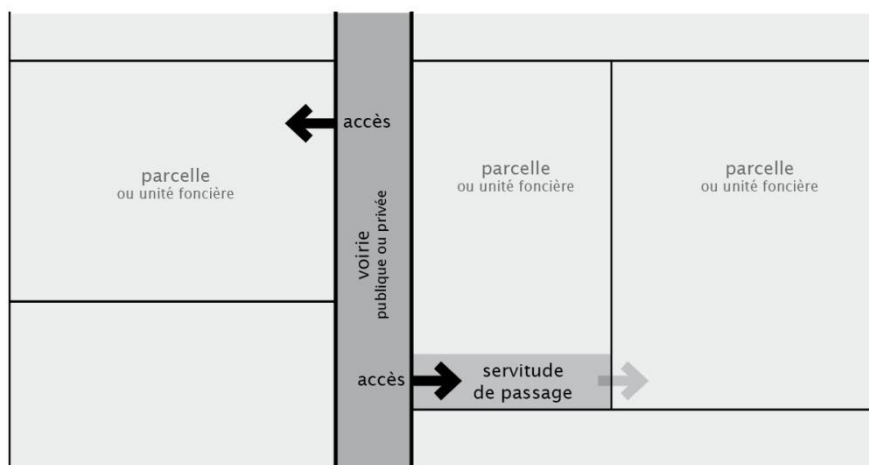 accès
parcelle
ou unité foncière
parcelle
ou unité foncière
parcelle
ou unité foncière
voirie
publique ou privée
accès
servitude
de passage